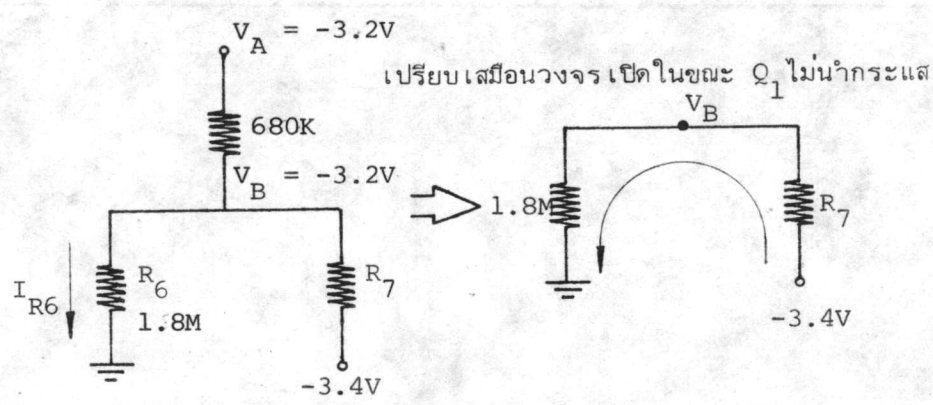 V_A = -3.2V
680K
V_B = -3.2V
I_R6
R_6
1.8M
R_7
-3.4V
เปรียบเสมือนวงจรเปิดในขณะ Q_1 ไม่นำกระแส
V_B
1.8M
R_7
-3.4V